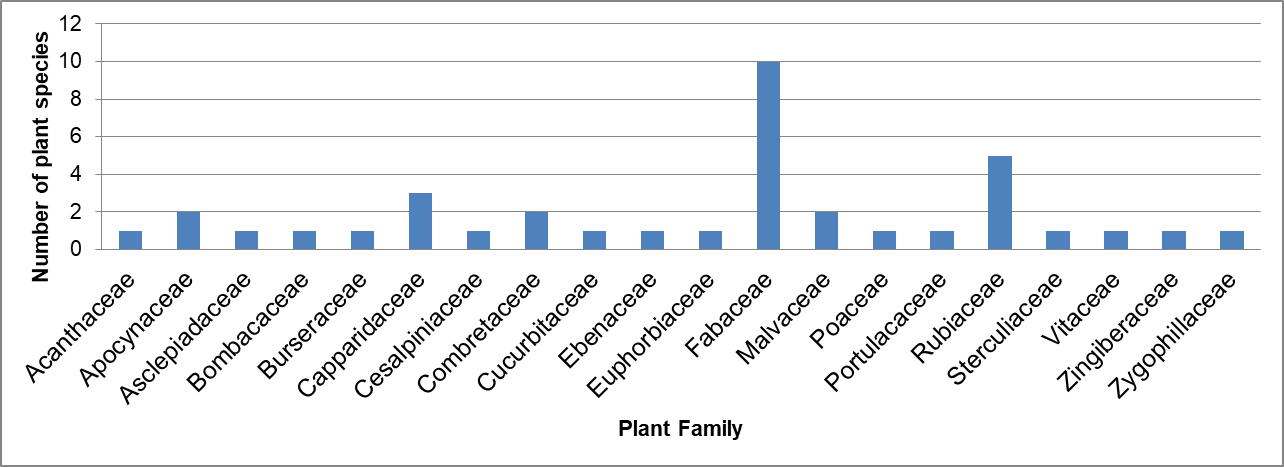 Number of plant species
12
10
8
6
4
2
0
Acanthaceae
Apocynaceae
Asclepiadaceae
Bombacaceae
Burseraceae
Capparidaceae
Cesalpiniaceae
Combretaceae
Cucurbitaceae
Ebenaceae
Euphorbiaceae
Fabaceae
Malvaceae
Poaceae
Portulacaceae
Rubiaceae
Sterculiaceae
Vitaceae
Zingiberaceae
Zygophillaceae
Plant Family